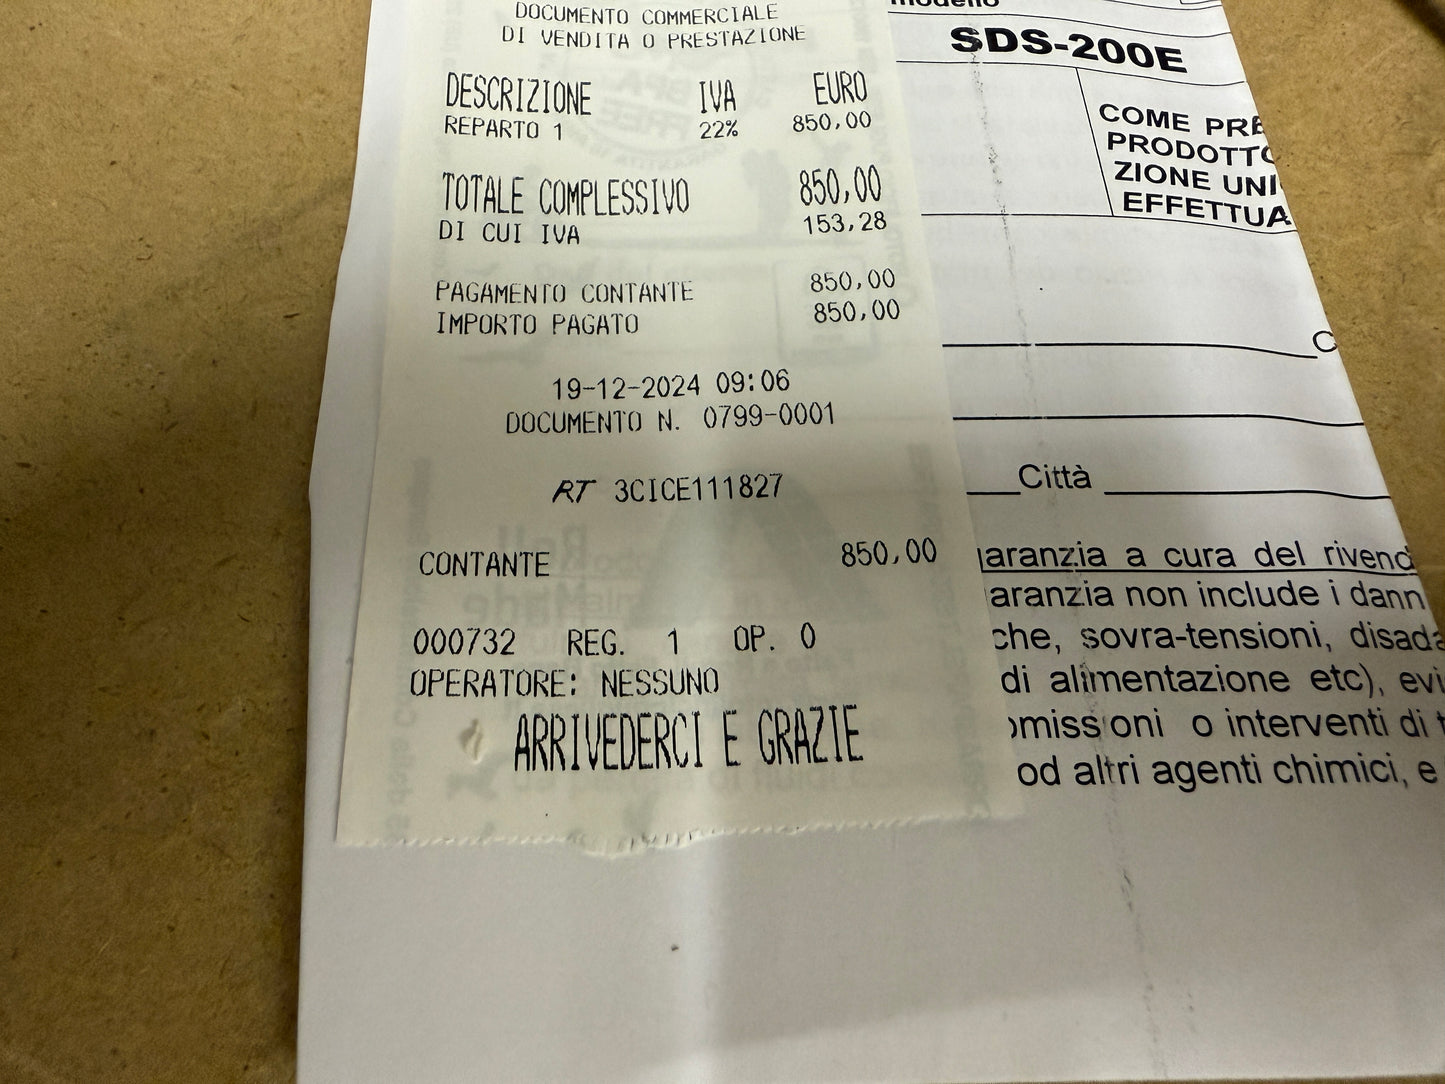 DOCUMENTO COMMERCIALE
DI VENDITA O PRESTAZIONE
DESCRIZIONE IVA EURO
REPARTO 1 22% 850,00
TOTALE COMPLESSIVO 850,00
DI CUI IVA 153,28
PAGAMENTO CONTANTE 850,00
IMPORTO PAGATO 850,00
19-12-2024 09:06
DOCUMENTO N. 0799-0001
RT 3CICE111827
CONTANTE 850,00
000732 REG. 1 OP. 0
OPERATORE: NESSUNO
ARRIVEDERCI E GRAZIE
modello
SDS-200E
COME PRE
PRODOTTO
ZIONE UNI
EFFETTUA
C
Città
aranzia a cura del rivend
aranzia non include i dann
che, sovra-tensioni, disada
di alimentazione etc), evi
omissioni o interventi di t
od altri agenti chimici, e